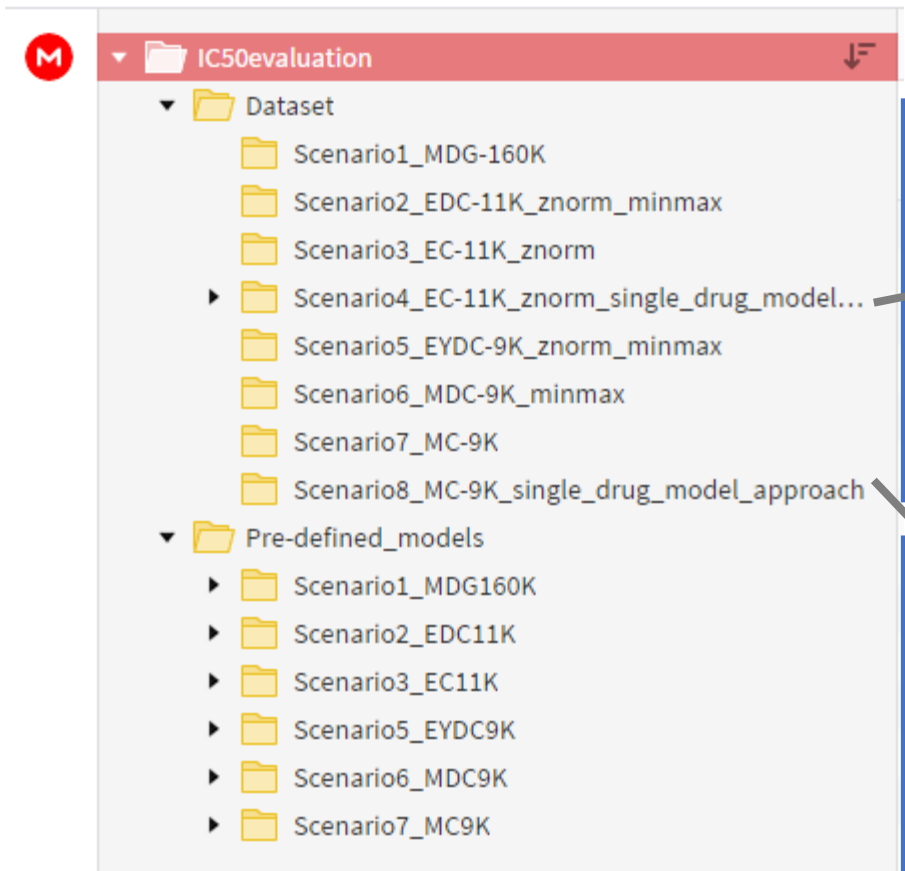 M
IC50evaluation
Dataset
Scenario1_MDG-160K
Scenario2_EDC-11K_znorm_minmax
Scenario3_EC-11K_znorm
Scenario4_EC-11K_znorm_single_drug_model...
Scenario5_EYDC-9K_znorm_minmax
Scenario6_MDC-9K_minmax
Scenario7_MC-9K
Scenario8_MC-9K_single_drug_model_approach
Pre-defined_models
Scenario1_MDG160K
Scenario2_EDC11K
Scenario3_EC11K
Scenario5_EYDC9K
Scenario6_MDC9K
Scenario7_MC9K